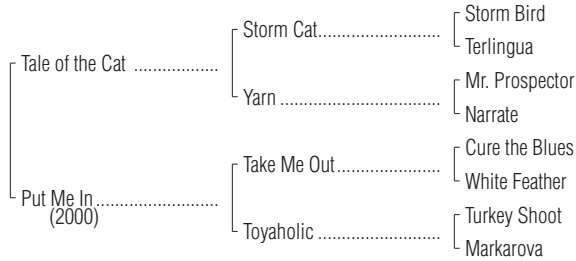 Storm Bird
Storm Cat..................................
Terlingua
Tale of the Cat ......................
Mr. Prospector
Yarn ...........................................
Narrate
Cure the Blues
Take Me Out............................
White Feather
Put Me In................................
(2000)
Turkey Shoot
Toyaholic .................................
Markarova